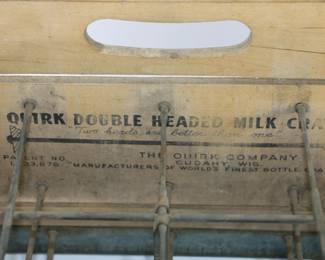 QUIRK DOUBLE HEADED MILK CRA
"Two heads are better than one"
PATENT NO. THE QUIRK COMPANY
CUDAHY, WIS.
"MANUFACTURERS OF WORLD'S FINEST BOTTLE CRA